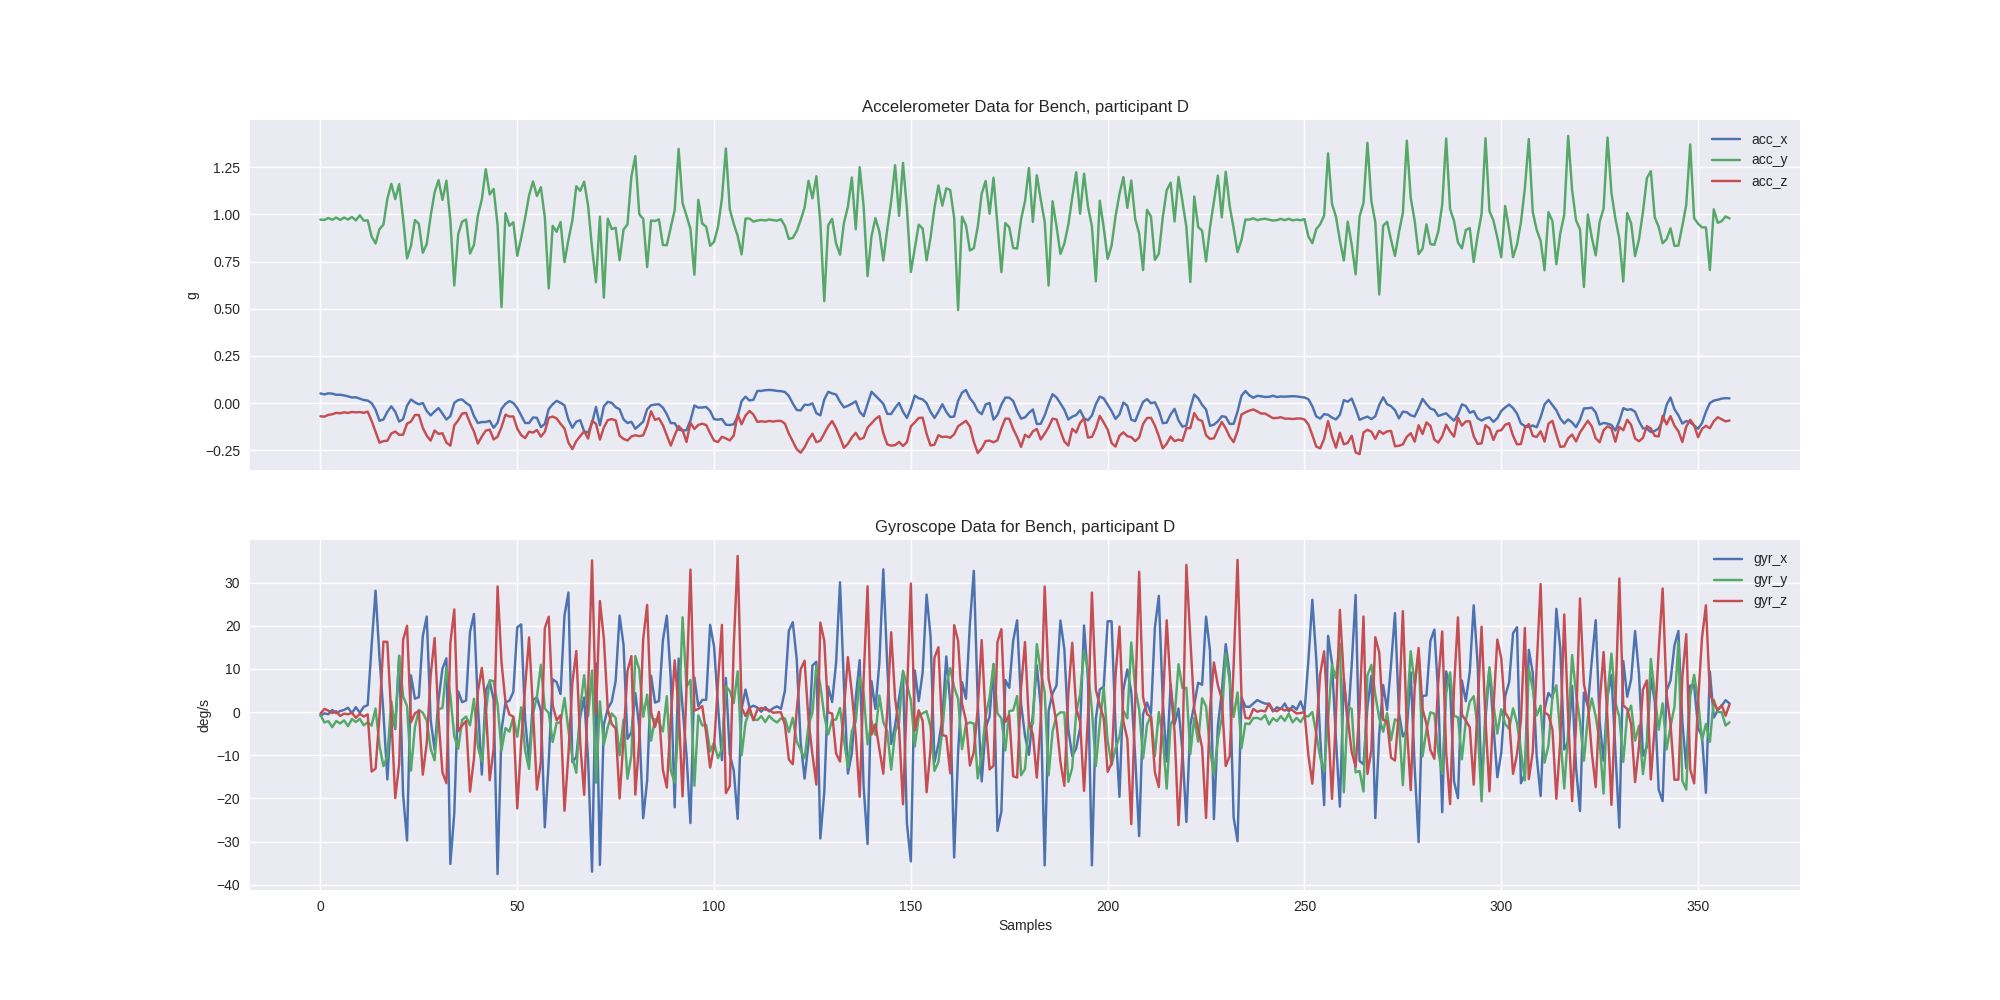 Accelerometer Data for Bench, participant D
acc_x
acc_y
acc_z
1.25
1.00
0.75
0.50
0.25
0.00
−0.25
g
Gyroscope Data for Bench, participant D
gyr_x
gyr_y
gyr_z
30
20
10
0
−10
−20
−30
−40
deg/s
0 50 100 150 200 250 300 350
Samples